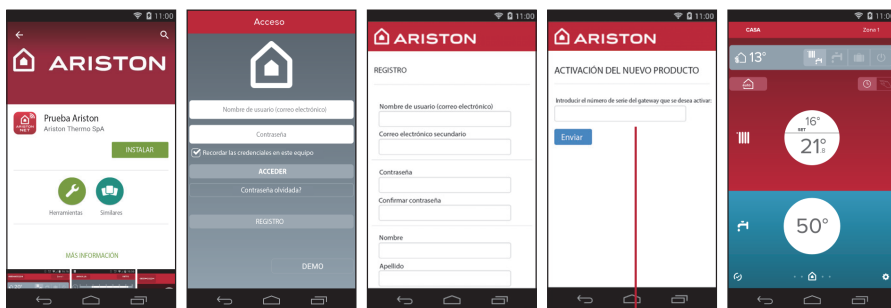 11:00
ARISTON
ARISTON
NET
Prueba Ariston
Ariston Thermo SpA
INSTALAR
Herramientas
Similares
MÁS INFORMACIÓN
Acceso
Nombre de usuario (correo electrónico)
Contraseña
Recordar las credenciales en este equipo
ACCEDER
Contraseña olvidada?
REGISTRO
DEMO
11:00
ARISTON
REGISTRO
Nombre de usuario (correo electrónico)
Correo electrónico secundario
Contraseña
Confirmar contraseña
Nombre
Apellido
11:00
ARISTON
ACTIVACIÓN DEL NUEVO PRODUCTO
Introducir el número de serie del gateway que se desea activar:
Enviar
11:00
CASA
Zona 1
13°
16°
SET
21°8
50°